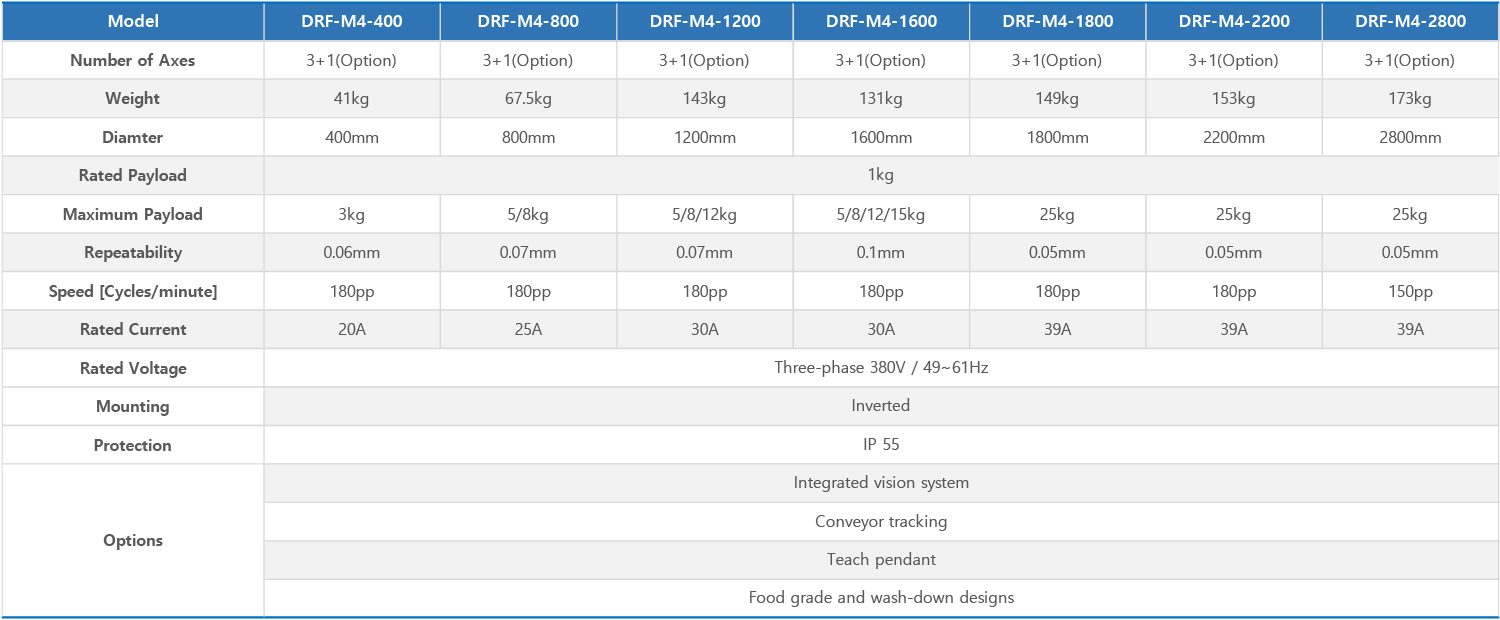 Model DRF-M4-400 DRF-M4-800 DRF-M4-1200 DRF-M4-1600 DRF-M4-1800 DRF-M4-2200 DRF-M4-2800
Number of Axes 3+1(Option) 3+1(Option) 3+1(Option) 3+1(Option) 3+1(Option) 3+1(Option) 3+1(Option)
Weight 41kg 67.5kg 143kg 131kg 149kg 153kg 173kg
Diamter 400mm 800mm 1200mm 1600mm 1800mm 2200mm 2800mm
Rated Payload 1kg
Maximum Payload 3kg 5/8kg 5/8/12kg 5/8/12/15kg 25kg 25kg 25kg
Repeatability 0.06mm 0.07mm 0.07mm 0.1mm 0.05mm 0.05mm 0.05mm
Speed [Cycles/minute] 180pp 180pp 180pp 180pp 180pp 180pp 150pp
Rated Current 20A 25A 30A 30A 39A 39A 39A
Rated Voltage Three-phase 380V / 49~61Hz
Mounting Inverted
Protection IP 55
Options
Integrated vision system
Conveyor tracking
Teach pendant
Food grade and wash-down designs